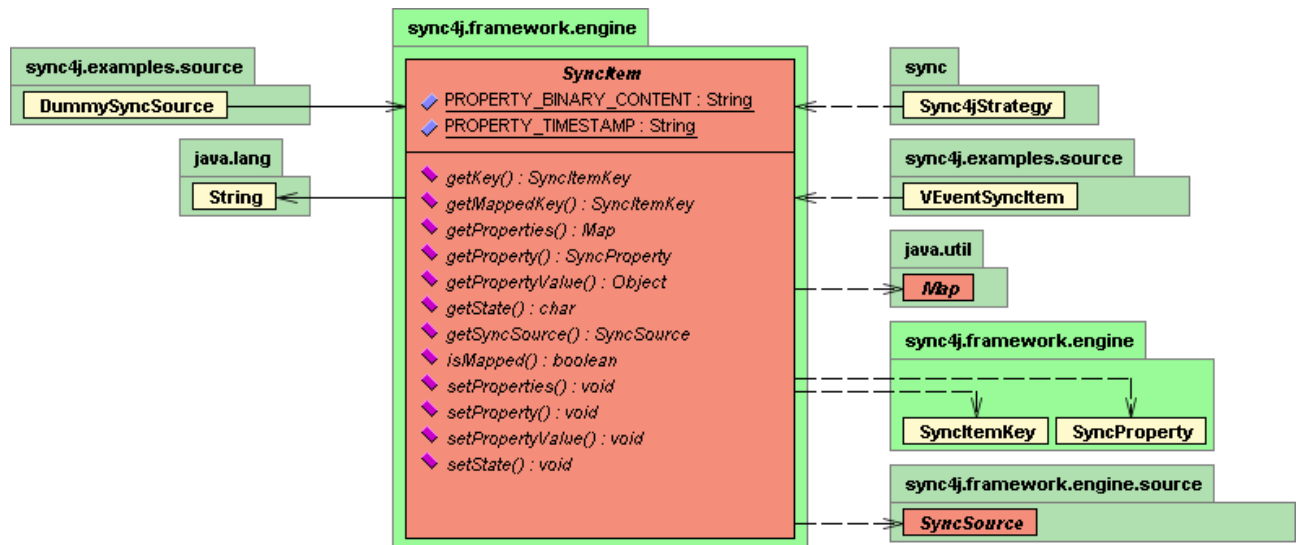 sync4j.framework.engine
sync4j.examples.source
DummySyncSource
java.lang
String
SyncItem
PROPERTY_BINARY_CONTENT : String
PROPERTY_TIMESTAMP : String
getKey() : SyncItemKey
getMappedKey() : SyncItemKey
getProperties() : Map
getProperty() : SyncProperty
getPropertyValue() : Object
getState() : char
getSyncSource() : SyncSource
isMapped() : boolean
setProperties() : void
setProperty() : void
setPropertyValue() : void
setState() : void
sync
Sync4jStrategy
sync4j.examples.source
VEventSyncItem
java.util
Map
sync4j.framework.engine
SyncItemKey SyncProperty
sync4j.framework.engine.source
SyncSource